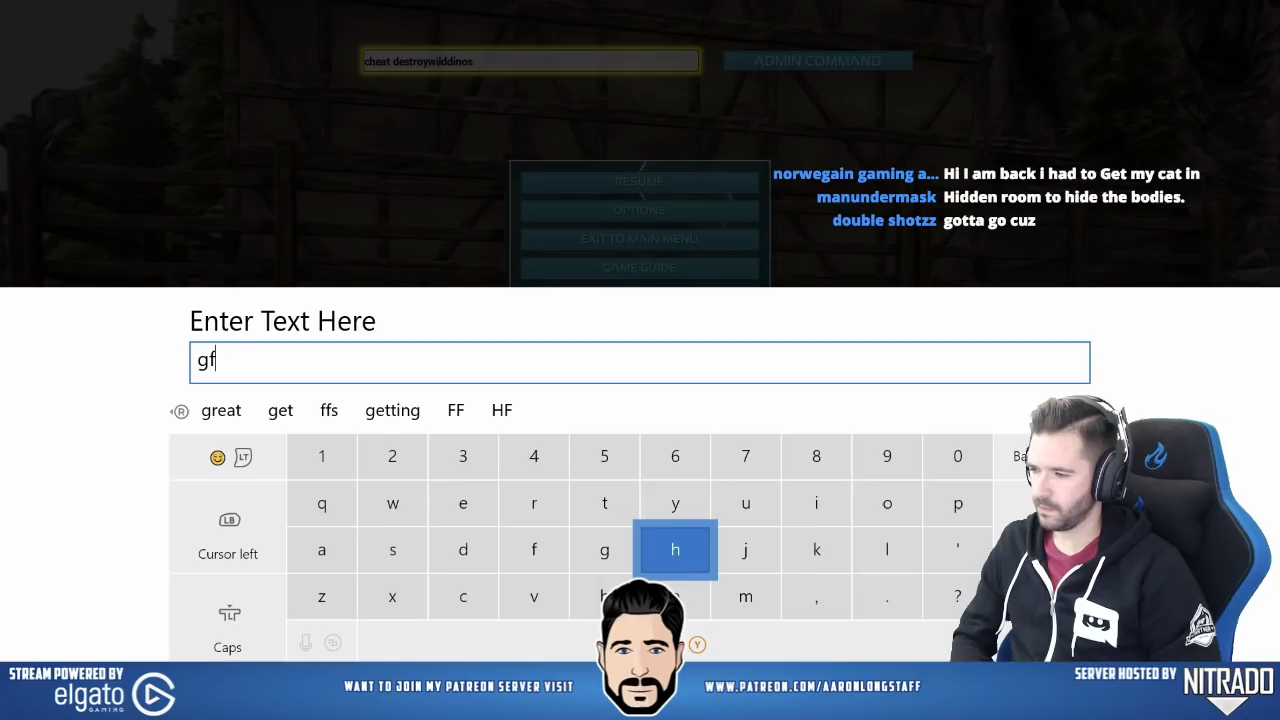 cheat destroywilddinos
ADMIN COMMAND
RESUME
OPTIONS
EXIT TO MAIN MENU
GAME GUIDE
norwegain gaming a... Hi I am back i had to Get my cat in
manundermask Hidden room to hide the bodies.
double shotzz gotta go cuz
Enter Text Here
gf
R great get ffs getting FF HF
LT 1 2 3 4 5 6 7 8 9 0 Ba
q w e r t y u i o p
LB
Cursor left
a s d f g h j k l '
z x c v b m , . ?
Caps
Y
STREAM POWERED BY
elgato
GAMING
WANT TO JOIN MY PATREON SERVER VISIT
WWW.PATREON.COM/AARONLONGSTAFF
SERVER HOSTED BY
NITRADO